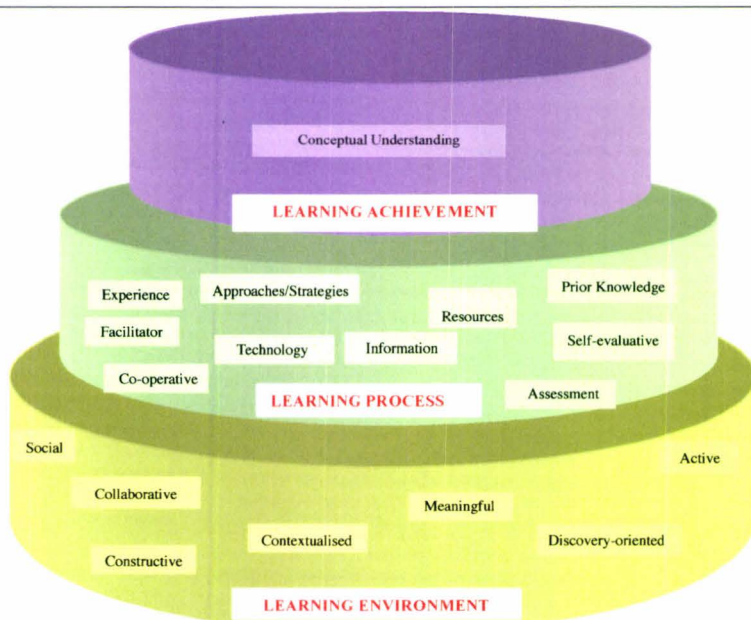 Conceptual Understanding
LEARNING ACHIEVEMENT
Experience
Approaches/Strategies
Prior Knowledge
Resources
Facilitator
Technology
Information
Self-evaluative
Co-operative
LEARNING PROCESS
Assessment
Social
Active
Collaborative
Meaningful
Contextualised
Discovery-oriented
Constructive
LEARNING ENVIRONMENT